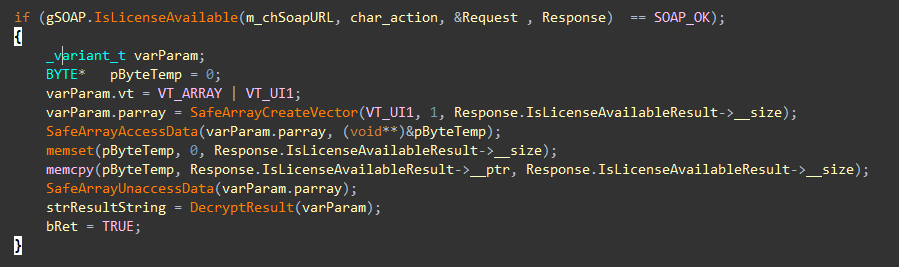 if (gSOAP.IsLicenseAvailable(m_chSoapURL, char_action, &Request , Response)  == SOAP_OK);
{
    _variant_t varParam;
    BYTE*   pByteTemp = 0;
    varParam.vt = VT_ARRAY | VT_UI1;
    varParam.parray = SafeArrayCreateVector(VT_UI1, 1, Response.IsLicenseAvailableResult->__size);
    SafeArrayAccessData(varParam.parray, (void**)&pByteTemp);
    memset(pByteTemp, 0, Response.IsLicenseAvailableResult->__size);
    memcpy(pByteTemp, Response.IsLicenseAvailableResult->__ptr, Response.IsLicenseAvailableResult->__size);
    SafeArrayUnaccessData(varParam.parray);
    strResultString = DecryptResult(varParam);
    bRet = TRUE;
}